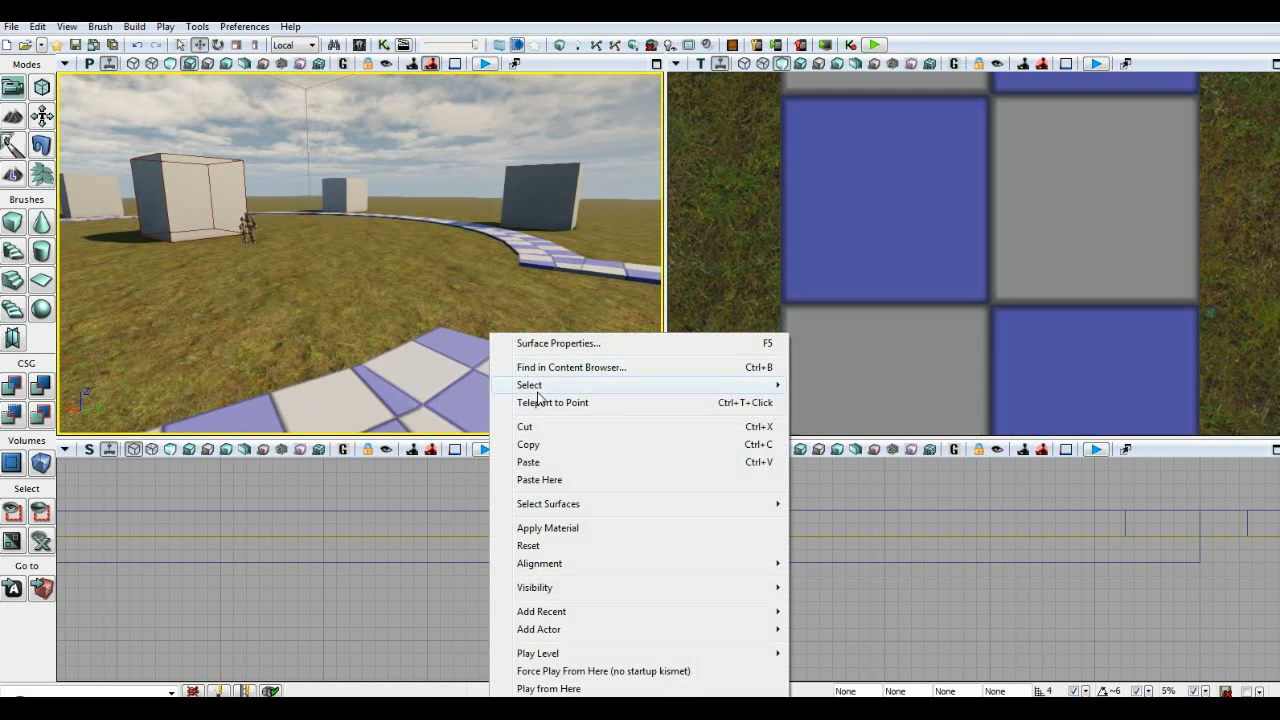 File Edit View Brush Build Play Tools Preferences Help
Local
Modes
P G
T G
Brushes
CSG
Volumes
Select
Go to
Z
S G
G
Surface Properties... F5
Find in Content Browser... Ctrl+B
Select
Teleport to Point Ctrl+T+Click
Cut Ctrl+X
Copy Ctrl+C
Paste Ctrl+V
Paste Here
Select Surfaces
Apply Material
Reset
Alignment
Visibility
Add Recent
Add Actor
Play Level
Force Play From Here (no startup kismet)
Play from Here
None None None None 4 ~6 5%